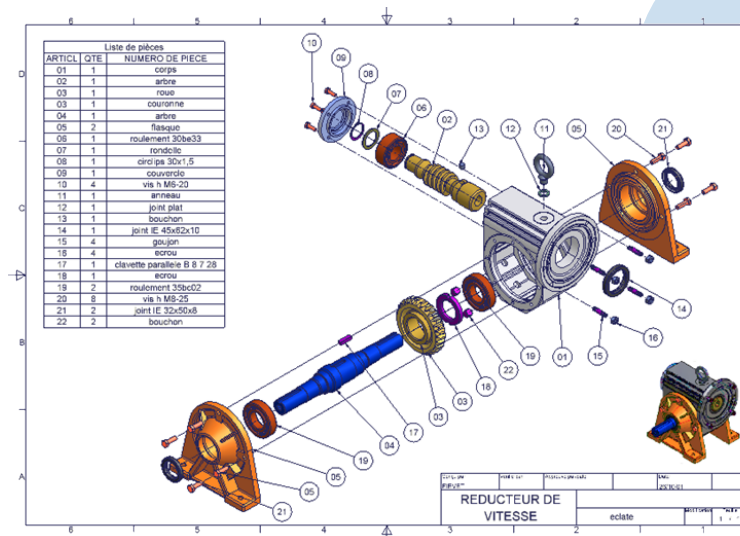 6 5 4 3 2 1
Liste de pièces
ARTICL QTE NUMERO DE PIECE
01 1 corps
02 1 arbre
03 1 roue
03 1 couronne
04 1 arbre
05 2 flasque
06 1 roulement 30be33
07 1 rondelle
08 1 circlips 30x1,5
09 1 couvercle
10 4 vis h M6-20
11 1 anneau
12 1 joint plat
13 1 bouchon
14 1 joint IE 45x62x10
15 4 goujon
16 4 ecrou
17 1 clavette parallele B 8 7 28
18 1 ecrou
19 2 roulement 35bc02
20 8 vis h M8-25
21 2 joint IE 32x50x8
22 2 bouchon
10 09 08 07 06 02 13 12 11 05 20 21
14
16
15
01
19
22
18
03
03
17
04
19
05
05
21
D
C
B
A
REDUCTEUR DE
VITESSE
eclate
6 5 4 3 2 1